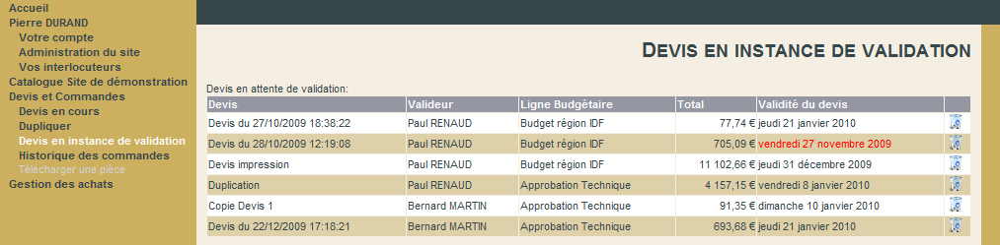 Accueil
Pierre DURAND
Votre compte
Administration du site
Vos interlocuteurs
Catalogue Site de démonstration
Devis et Commandes
Devis en cours
Dupliquer
Devis en instance de validation
Historique des commandes
Télécharger une pièce
Gestion des achats
DEVIS EN INSTANCE DE VALIDATION
Devis en attente de validation:
Devis Valideur Ligne Budgétaire Total Validité du devis
Devis du 27/10/2009 18:38:22 Paul RENAUD Budget région IDF 77,74 € jeudi 21 janvier 2010
Devis du 28/10/2009 12:19:08 Paul RENAUD Budget région IDF 705,09 € vendredi 27 novembre 2009
Devis impression Paul RENAUD Budget région IDF 11 102,66 € jeudi 31 décembre 2009
Duplication Paul RENAUD Approbation Technique 4 157,15 € vendredi 8 janvier 2010
Copie Devis 1 Bernard MARTIN Approbation Technique 91,35 € dimanche 10 janvier 2010
Devis du 22/12/2009 17:18:21 Bernard MARTIN Approbation Technique 693,68 € jeudi 21 janvier 2010